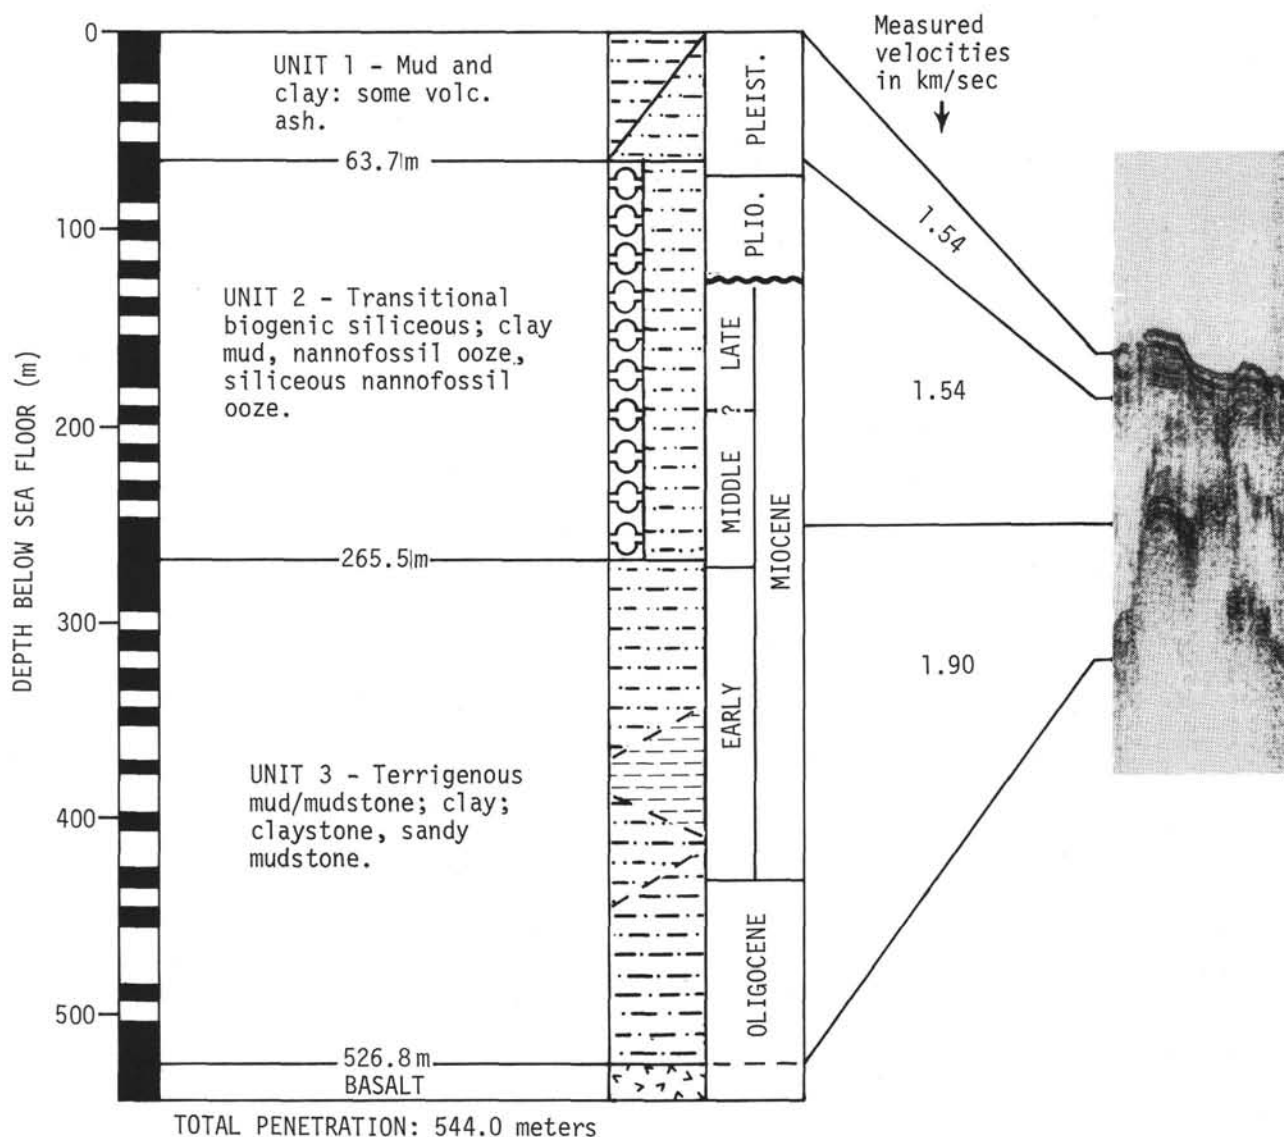 Measured
velocities
in km/sec
DEPTH BELOW SEA FLOOR (m)
0
100
200
300
400
500
UNIT 1 - Mud and
clay: some volc.
ash.
63.7 m
UNIT 2 - Transitional
biogenic siliceous; clay
mud, nannofossil ooze,
siliceous nannofossil
ooze.
265.5 m
UNIT 3 - Terrigenous
mud/mudstone; clay;
claystone, sandy
mudstone.
526.8 m
BASALT
PLEIST.
PLIO.
LATE
?
MIDDLE
EARLY
MIOCENE
OLIGOCENE
1.54
1.54
1.90
TOTAL PENETRATION: 544.0 meters